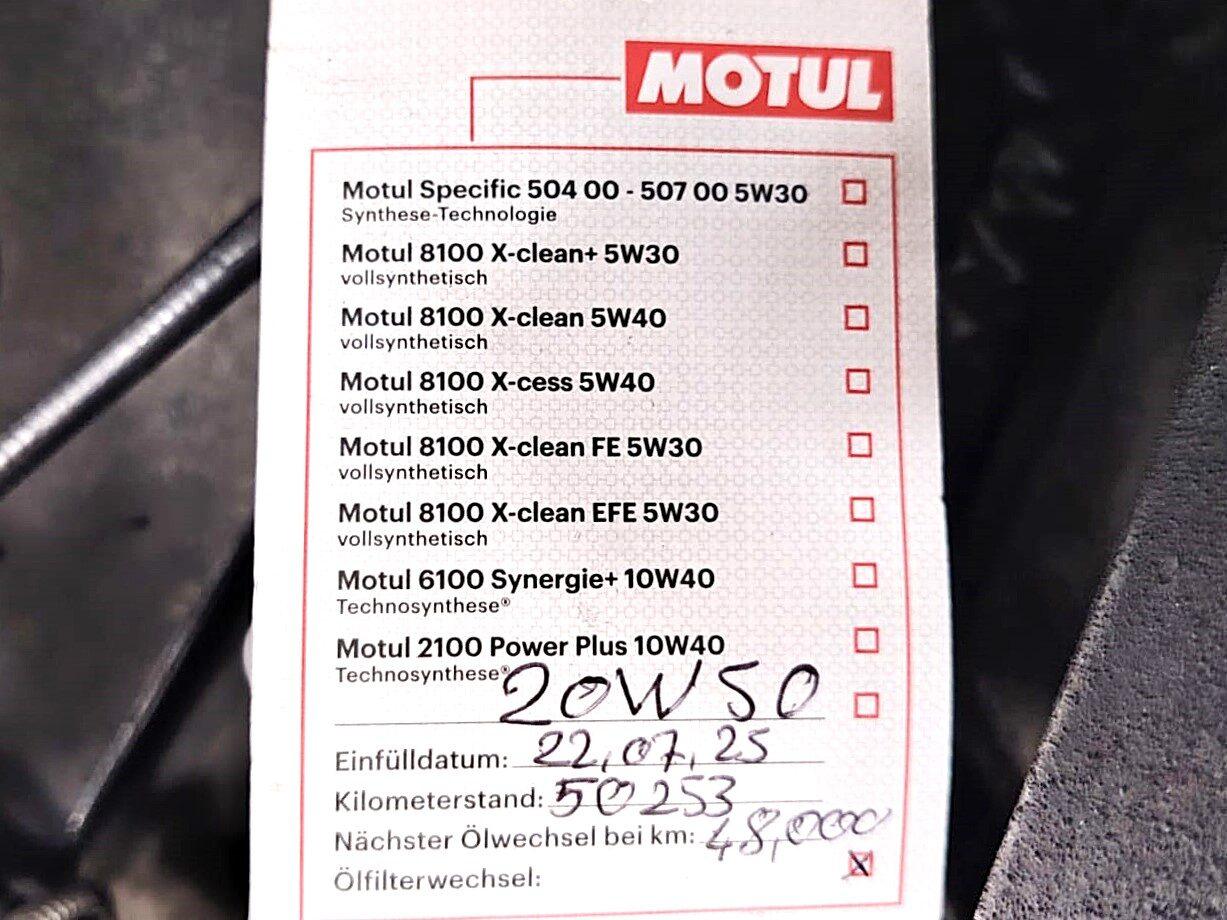 MOTUL
Motul Specific 504 00 - 507 00 5W30
Synthese-Technologie
Motul 8100 X-clean+ 5W30
vollsynthetisch
Motul 8100 X-clean 5W40
vollsynthetisch
Motul 8100 X-cess 5W40
vollsynthetisch
Motul 8100 X-clean FE 5W30
vollsynthetisch
Motul 8100 X-clean EFE 5W30
vollsynthetisch
Motul 6100 Synergie+ 10W40
Technosynthese®
Motul 2100 Power Plus 10W40
Technosynthese®
20W50
Einfülldatum: 22,07,25
Kilometerstand: 50253
Nächster Ölwechsel bei km: 48,000
Ölfilterwechsel: